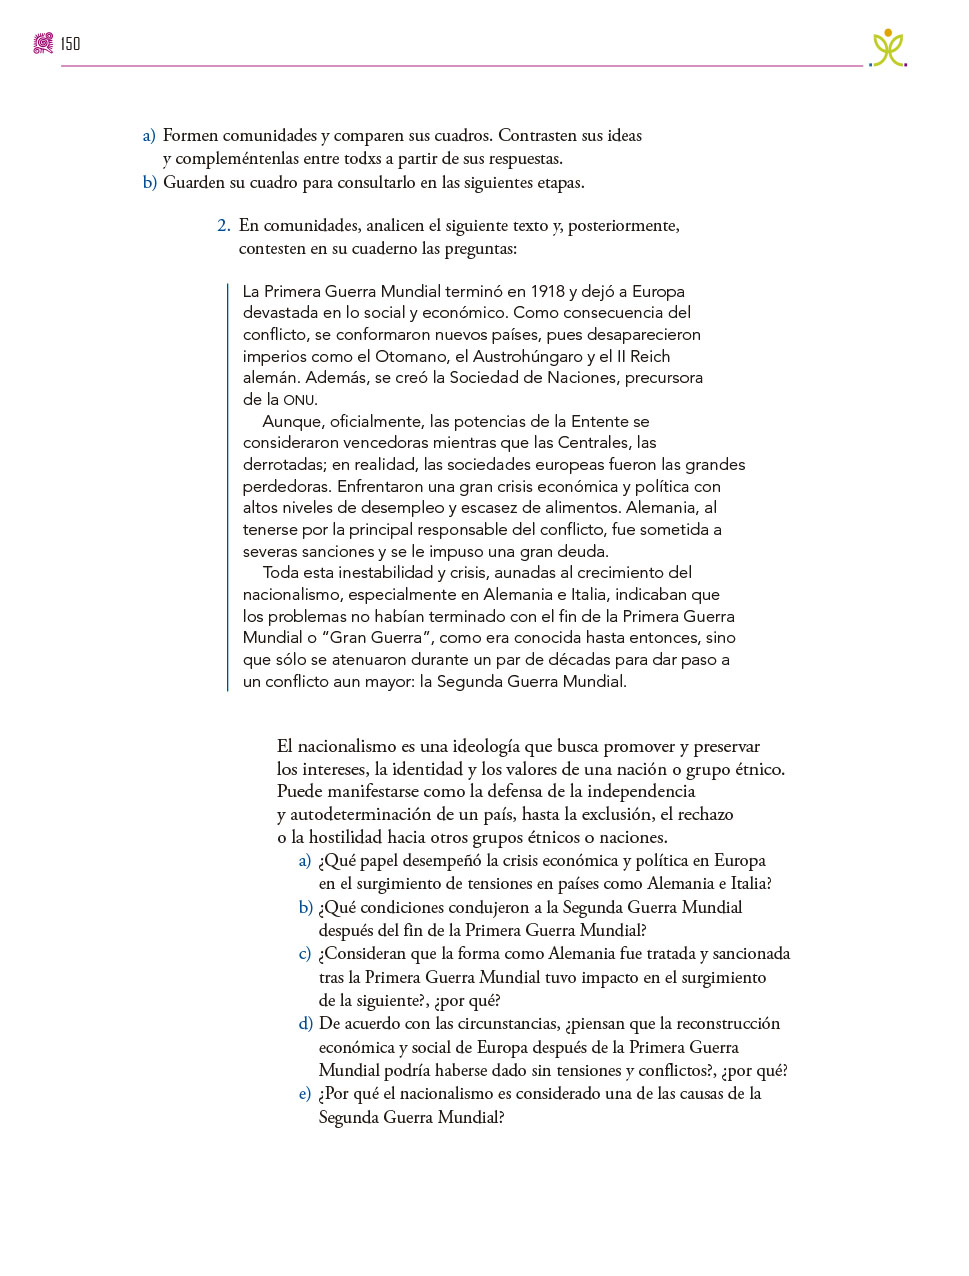 150
a) Formen comunidades y comparen sus cuadros. Contrasten sus ideas
y compleméntenlas entre todxs a partir de sus respuestas.
b) Guarden su cuadro para consultarlo en las siguientes etapas.
2. En comunidades, analicen el siguiente texto y, posteriormente,
contesten en su cuaderno las preguntas:
La Primera Guerra Mundial terminó en 1918 y dejó a Europa
devastada en lo social y económico. Como consecuencia del
conflicto, se conformaron nuevos países, pues desaparecieron
imperios como el Otomano, el Austrohúngaro y el II Reich
alemán. Además, se creó la Sociedad de Naciones, precursora
de la ONU.
Aunque, oficialmente, las potencias de la Entente se
consideraron vencedoras mientras que las Centrales, las
derrotadas; en realidad, las sociedades europeas fueron las grandes
perdedoras. Enfrentaron una gran crisis económica y política con
altos niveles de desempleo y escasez de alimentos. Alemania, al
tenerse por la principal responsable del conflicto, fue sometida a
severas sanciones y se le impuso una gran deuda.
Toda esta inestabilidad y crisis, aunadas al crecimiento del
nacionalismo, especialmente en Alemania e Italia, indicaban que
los problemas no habían terminado con el fin de la Primera Guerra
Mundial o “Gran Guerra”, como era conocida hasta entonces, sino
que sólo se atenuaron durante un par de décadas para dar paso a
un conflicto aun mayor: la Segunda Guerra Mundial.
El nacionalismo es una ideología que busca promover y preservar
los intereses, la identidad y los valores de una nación o grupo étnico.
Puede manifestarse como la defensa de la independencia
y autodeterminación de un país, hasta la exclusión, el rechazo
o la hostilidad hacia otros grupos étnicos o naciones.
a) ¿Qué papel desempeñó la crisis económica y política en Europa
en el surgimiento de tensiones en países como Alemania e Italia?
b) ¿Qué condiciones condujeron a la Segunda Guerra Mundial
después del fin de la Primera Guerra Mundial?
c) ¿Consideran que la forma como Alemania fue tratada y sancionada
tras la Primera Guerra Mundial tuvo impacto en el surgimiento
de la siguiente?, ¿por qué?
d) De acuerdo con las circunstancias, ¿piensan que la reconstrucción
económica y social de Europa después de la Primera Guerra
Mundial podría haberse dado sin tensiones y conflictos?, ¿por qué?
e) ¿Por qué el nacionalismo es considerado una de las causas de la
Segunda Guerra Mundial?